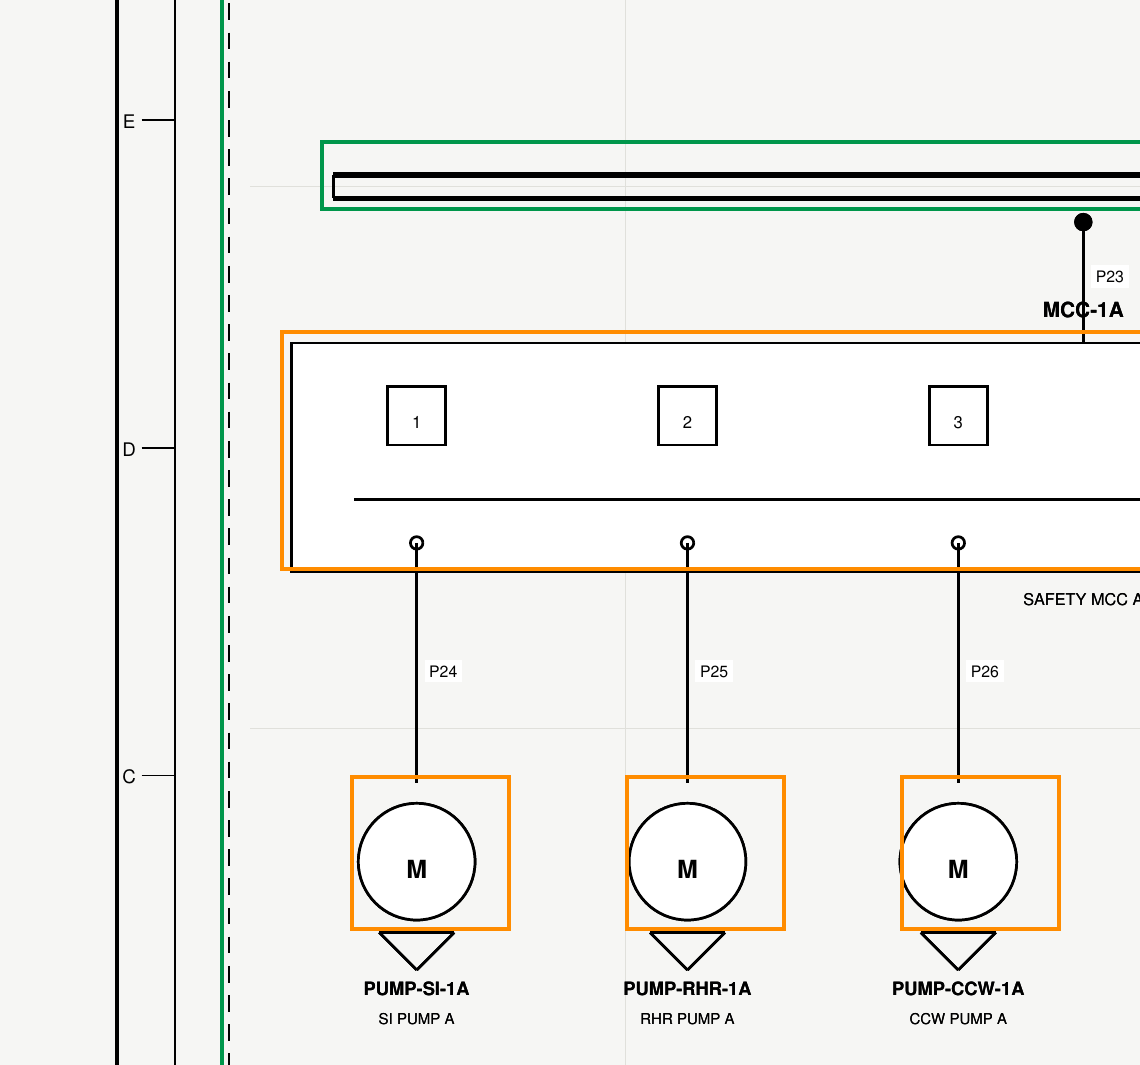 E
P23
MCC-1A
1 2 3
D
SAFETY MCC A
P24 P25 P26
C
M M M
PUMP-SI-1A PUMP-RHR-1A PUMP-CCW-1A
SI PUMP A RHR PUMP A CCW PUMP A